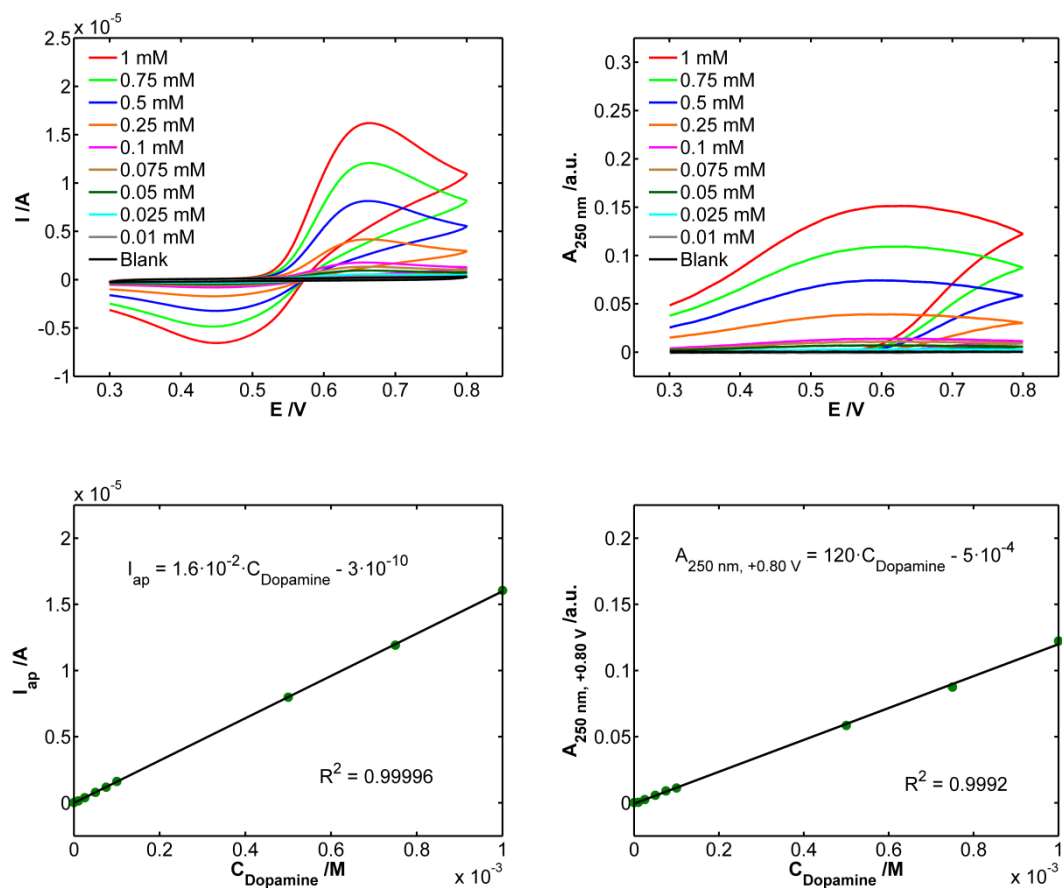 x 10-5
2.5
2
1.5
1
0.5
0
-0.5
-1
I /A
1 mM
0.75 mM
0.5 mM
0.25 mM
0.1 mM
0.075 mM
0.05 mM
0.025 mM
0.01 mM
Blank
0.3 0.4 0.5 0.6 0.7 0.8
E /V
0.3
0.25
0.2
0.15
0.1
0.05
0
A250 nm /a.u.
1 mM
0.75 mM
0.5 mM
0.25 mM
0.1 mM
0.075 mM
0.05 mM
0.025 mM
0.01 mM
Blank
0.3 0.4 0.5 0.6 0.7 0.8
E /V
x 10-5
2
1.5
1
0.5
0
Iap /A
Iap = 1.6·10-2·CDopamine - 3·10-10
R2 = 0.99996
0 0.2 0.4 0.6 0.8 1
CDopamine /M
x 10-3
0.2
0.15
0.1
0.05
0
A250 nm, +0.80 V /a.u.
A250 nm, +0.80 V = 120·CDopamine - 5·10-4
R2 = 0.9992
0 0.2 0.4 0.6 0.8 1
CDopamine /M
x 10-3